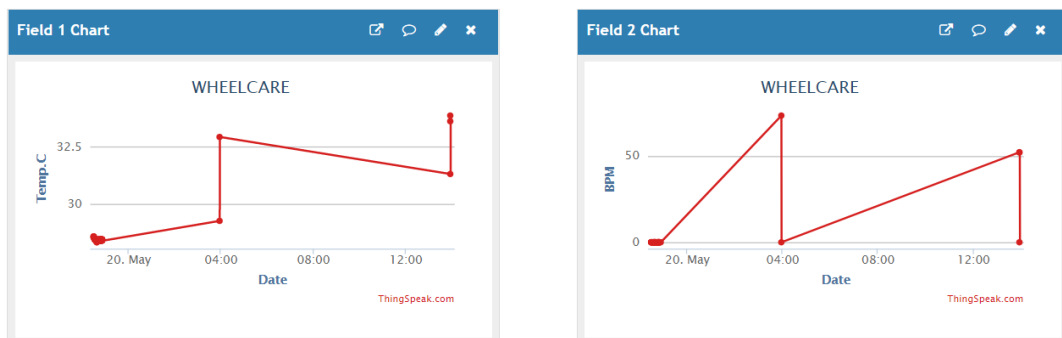 Field 1 Chart
WHEELCARE
Temp.C
32.5
30
20. May 04:00 08:00 12:00
Date
ThingSpeak.com
Field 2 Chart
WHEELCARE
BPM
50
0
20. May 04:00 08:00 12:00
Date
ThingSpeak.com